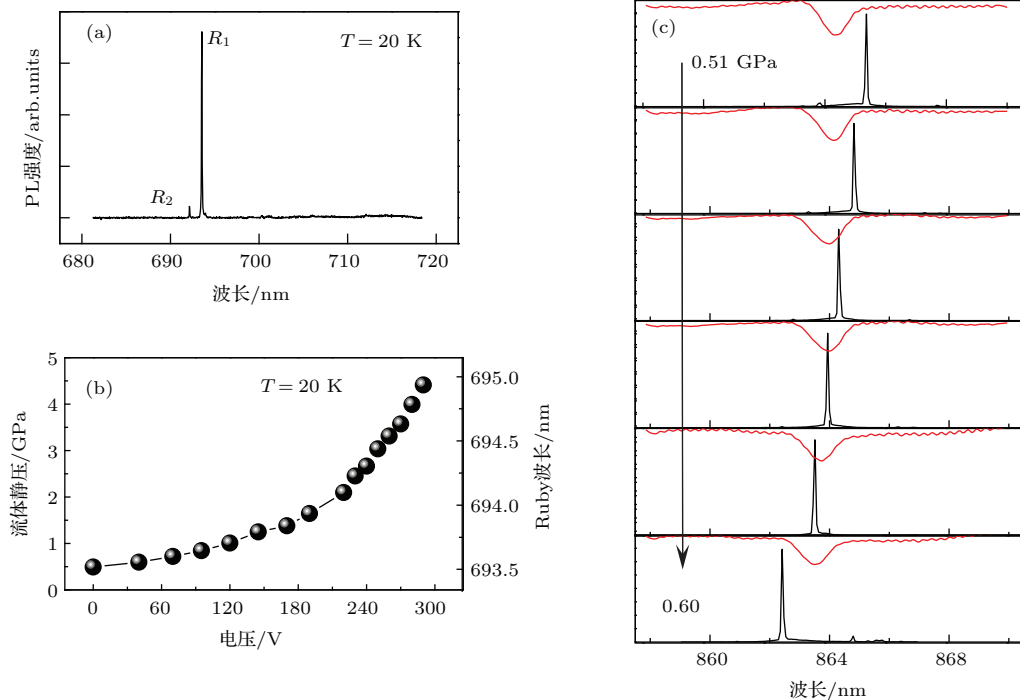 (a)
R1
T = 20 K
R2
PL强度/arb.units
680 690 700 710 720
波长/nm
(b)
T = 20 K
5
4
3
2
1
0
流体静压/GPa
695.0
694.5
694.0
693.5
Ruby波长/nm
0 60 120 180 240 300
电压/V
(c)
0.51 GPa
0.60
860 864 868
波长/nm